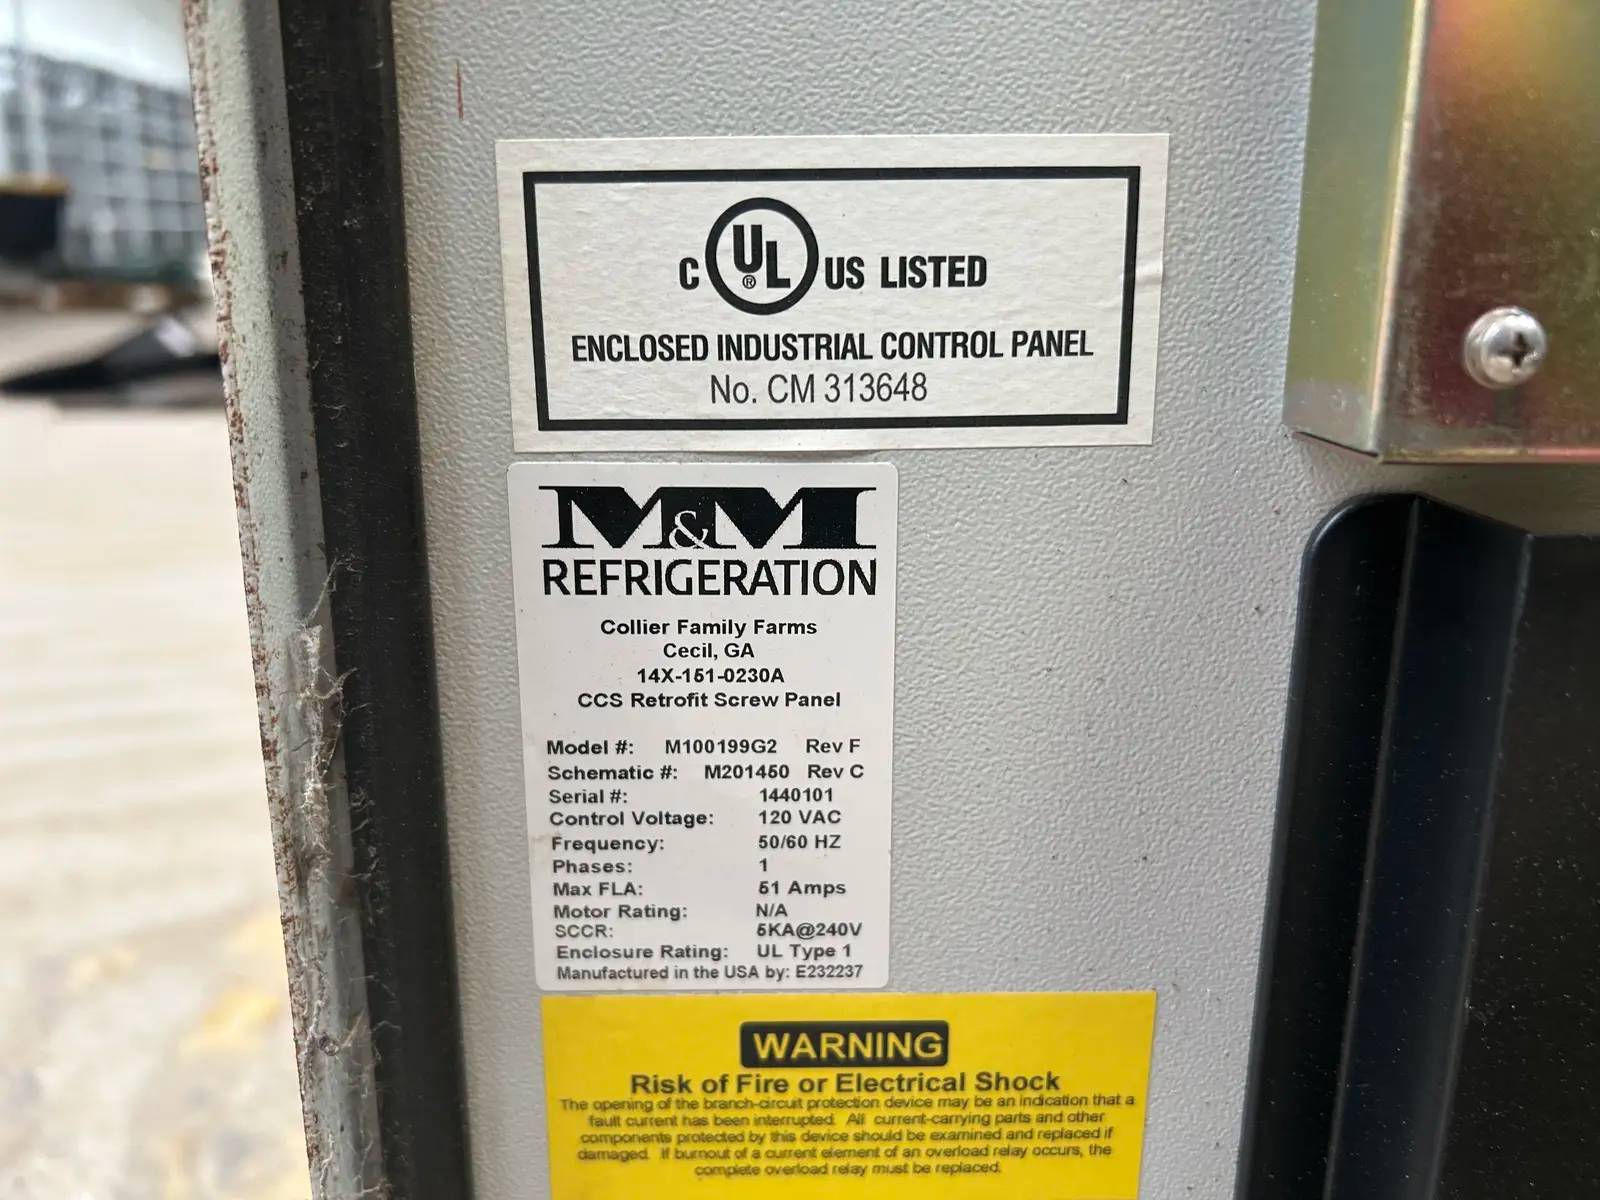 C UL ® US LISTED
ENCLOSED INDUSTRIAL CONTROL PANEL
No. CM 313648
M&M
REFRIGERATION
Collier Family Farms
Cecil, GA
14X-151-0230A
CCS Retrofit Screw Panel
Model #: M100199G2 Rev F
Schematic #: M201450 Rev C
Serial #: 1440101
Control Voltage: 120 VAC
Frequency: 50/60 HZ
Phases: 1
Max FLA: 51 Amps
Motor Rating: N/A
SCCR: 5KA@240V
Enclosure Rating: UL Type 1
Manufactured in the USA by: E232237
WARNING
Risk of Fire or Electrical Shock
The opening of the branch-circuit protection device may be an indication that a
fault current has been interrupted. All current-carrying parts and other
components protected by this device should be examined and replaced if
damaged. If burnout of a current element of an overload relay occurs, the
complete overload relay must be replaced.